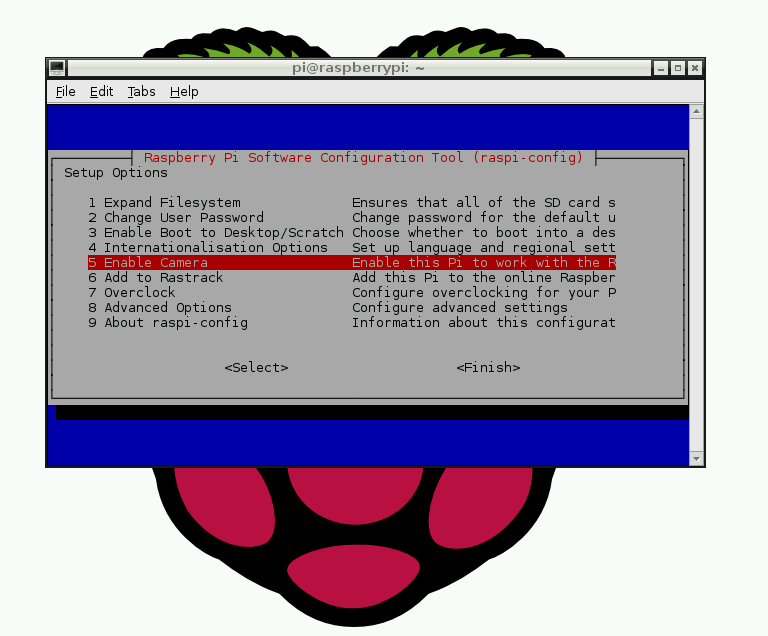 pi@raspberrypi: ~
File Edit Tabs Help
Raspberry Pi Software Configuration Tool (raspi-config)
Setup Options
1 Expand Filesystem Ensures that all of the SD card s
2 Change User Password Change password for the default u
3 Enable Boot to Desktop/Scratch Choose whether to boot into a des
4 Internationalisation Options Set up language and regional sett
5 Enable Camera Enable this Pi to work with the R
6 Add to Rastrack Add this Pi to the online Raspber
7 Overclock Configure overclocking for your P
8 Advanced Options Configure advanced settings
9 About raspi-config Information about this configurat
<Select> <Finish>